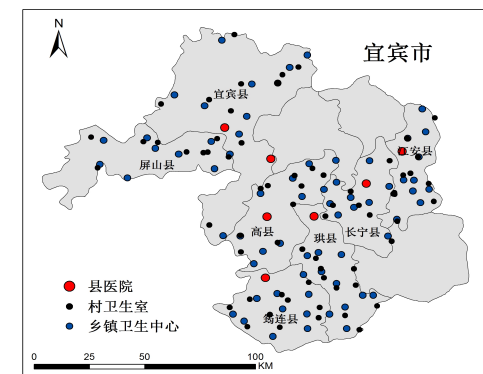 N
宜宾市
宜宾县
江安县
屏山县
高县
珙县
长宁县
县医院
村卫生室
乡镇卫生中心
筠连县
0 25 50 100
KM